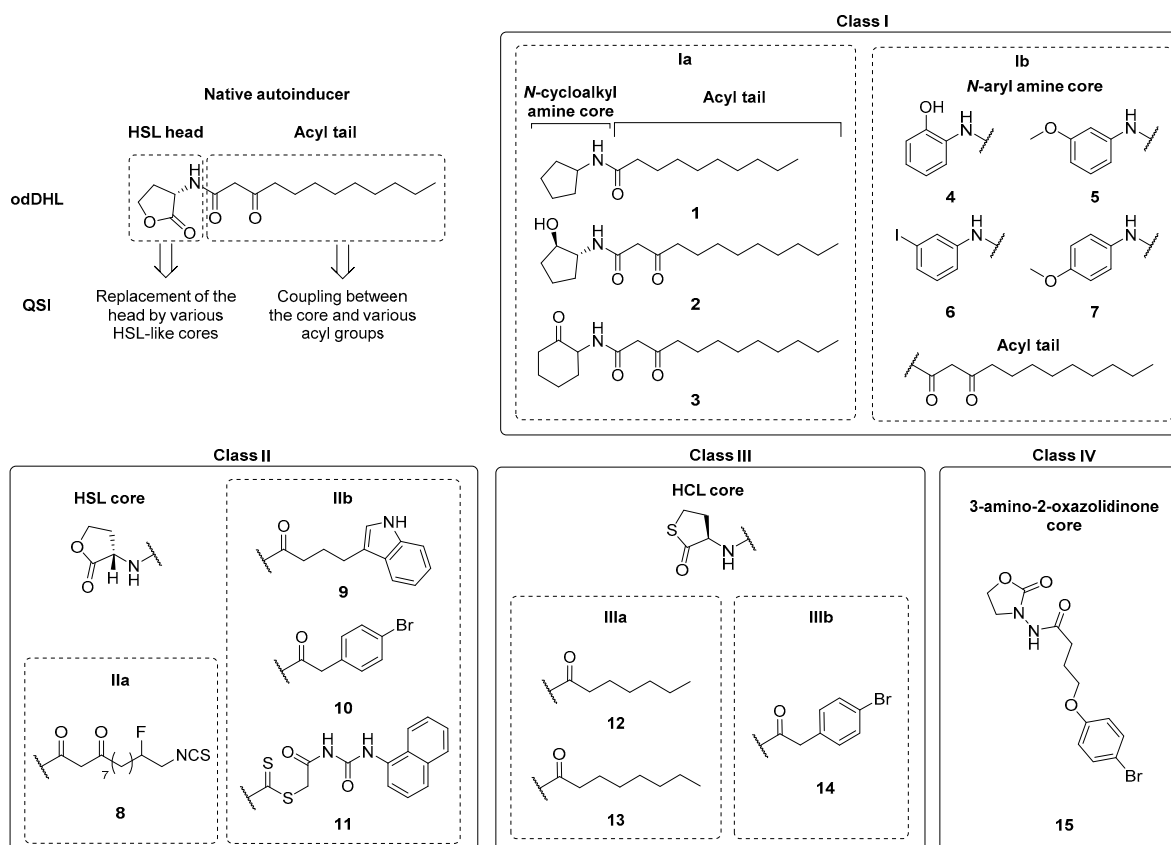 Class I
Native autoinducer
HSL head
Acyl tail
odDHL
H
N
O
O
O
O
QSI
Replacement of the
head by various
HSL-like cores
Coupling between
the core and various
acyl groups
Ia
N-cycloalkyl
amine core
Acyl tail
H
N
O
1
HO
H
N
O
O
2
O
H
N
O
O
3
Ib
N-aryl amine core
OH
H
N
4
O
H
N
5
I
H
N
6
O
H
N
7
Acyl tail
O
O
Class II
HSL core
O
O
H
N
H
IIa
O
O
F
7
NCS
8
IIb
O
NH
9
O
Br
10
S
S
O
H
N
O
H
N
11
Class III
HCL core
S
O
N
H
IIIa
O
12
O
13
IIIb
O
Br
14
Class IV
3-amino-2-oxazolidinone
core
O
O
N
NH
O
O
Br
15